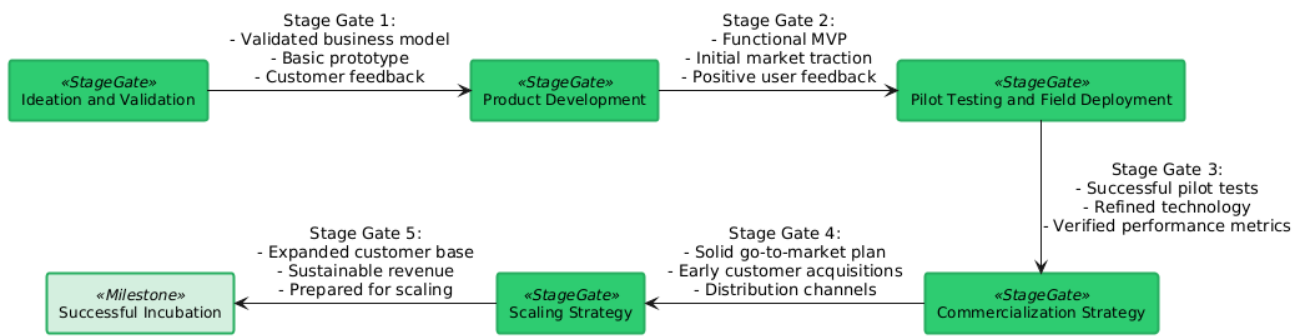 Stage Gate 1:
- Validated business model
- Basic prototype
- Customer feedback
Stage Gate 2:
- Functional MVP
- Initial market traction
- Positive user feedback
«StageGate»
Ideation and Validation
«StageGate»
Product Development
«StageGate»
Pilot Testing and Field Deployment
Stage Gate 3:
- Successful pilot tests
- Refined technology
- Verified performance metrics
Stage Gate 5:
- Expanded customer base
- Sustainable revenue
- Prepared for scaling
Stage Gate 4:
- Solid go-to-market plan
- Early customer acquisitions
- Distribution channels
«Milestone»
Successful Incubation
«StageGate»
Scaling Strategy
«StageGate»
Commercialization Strategy